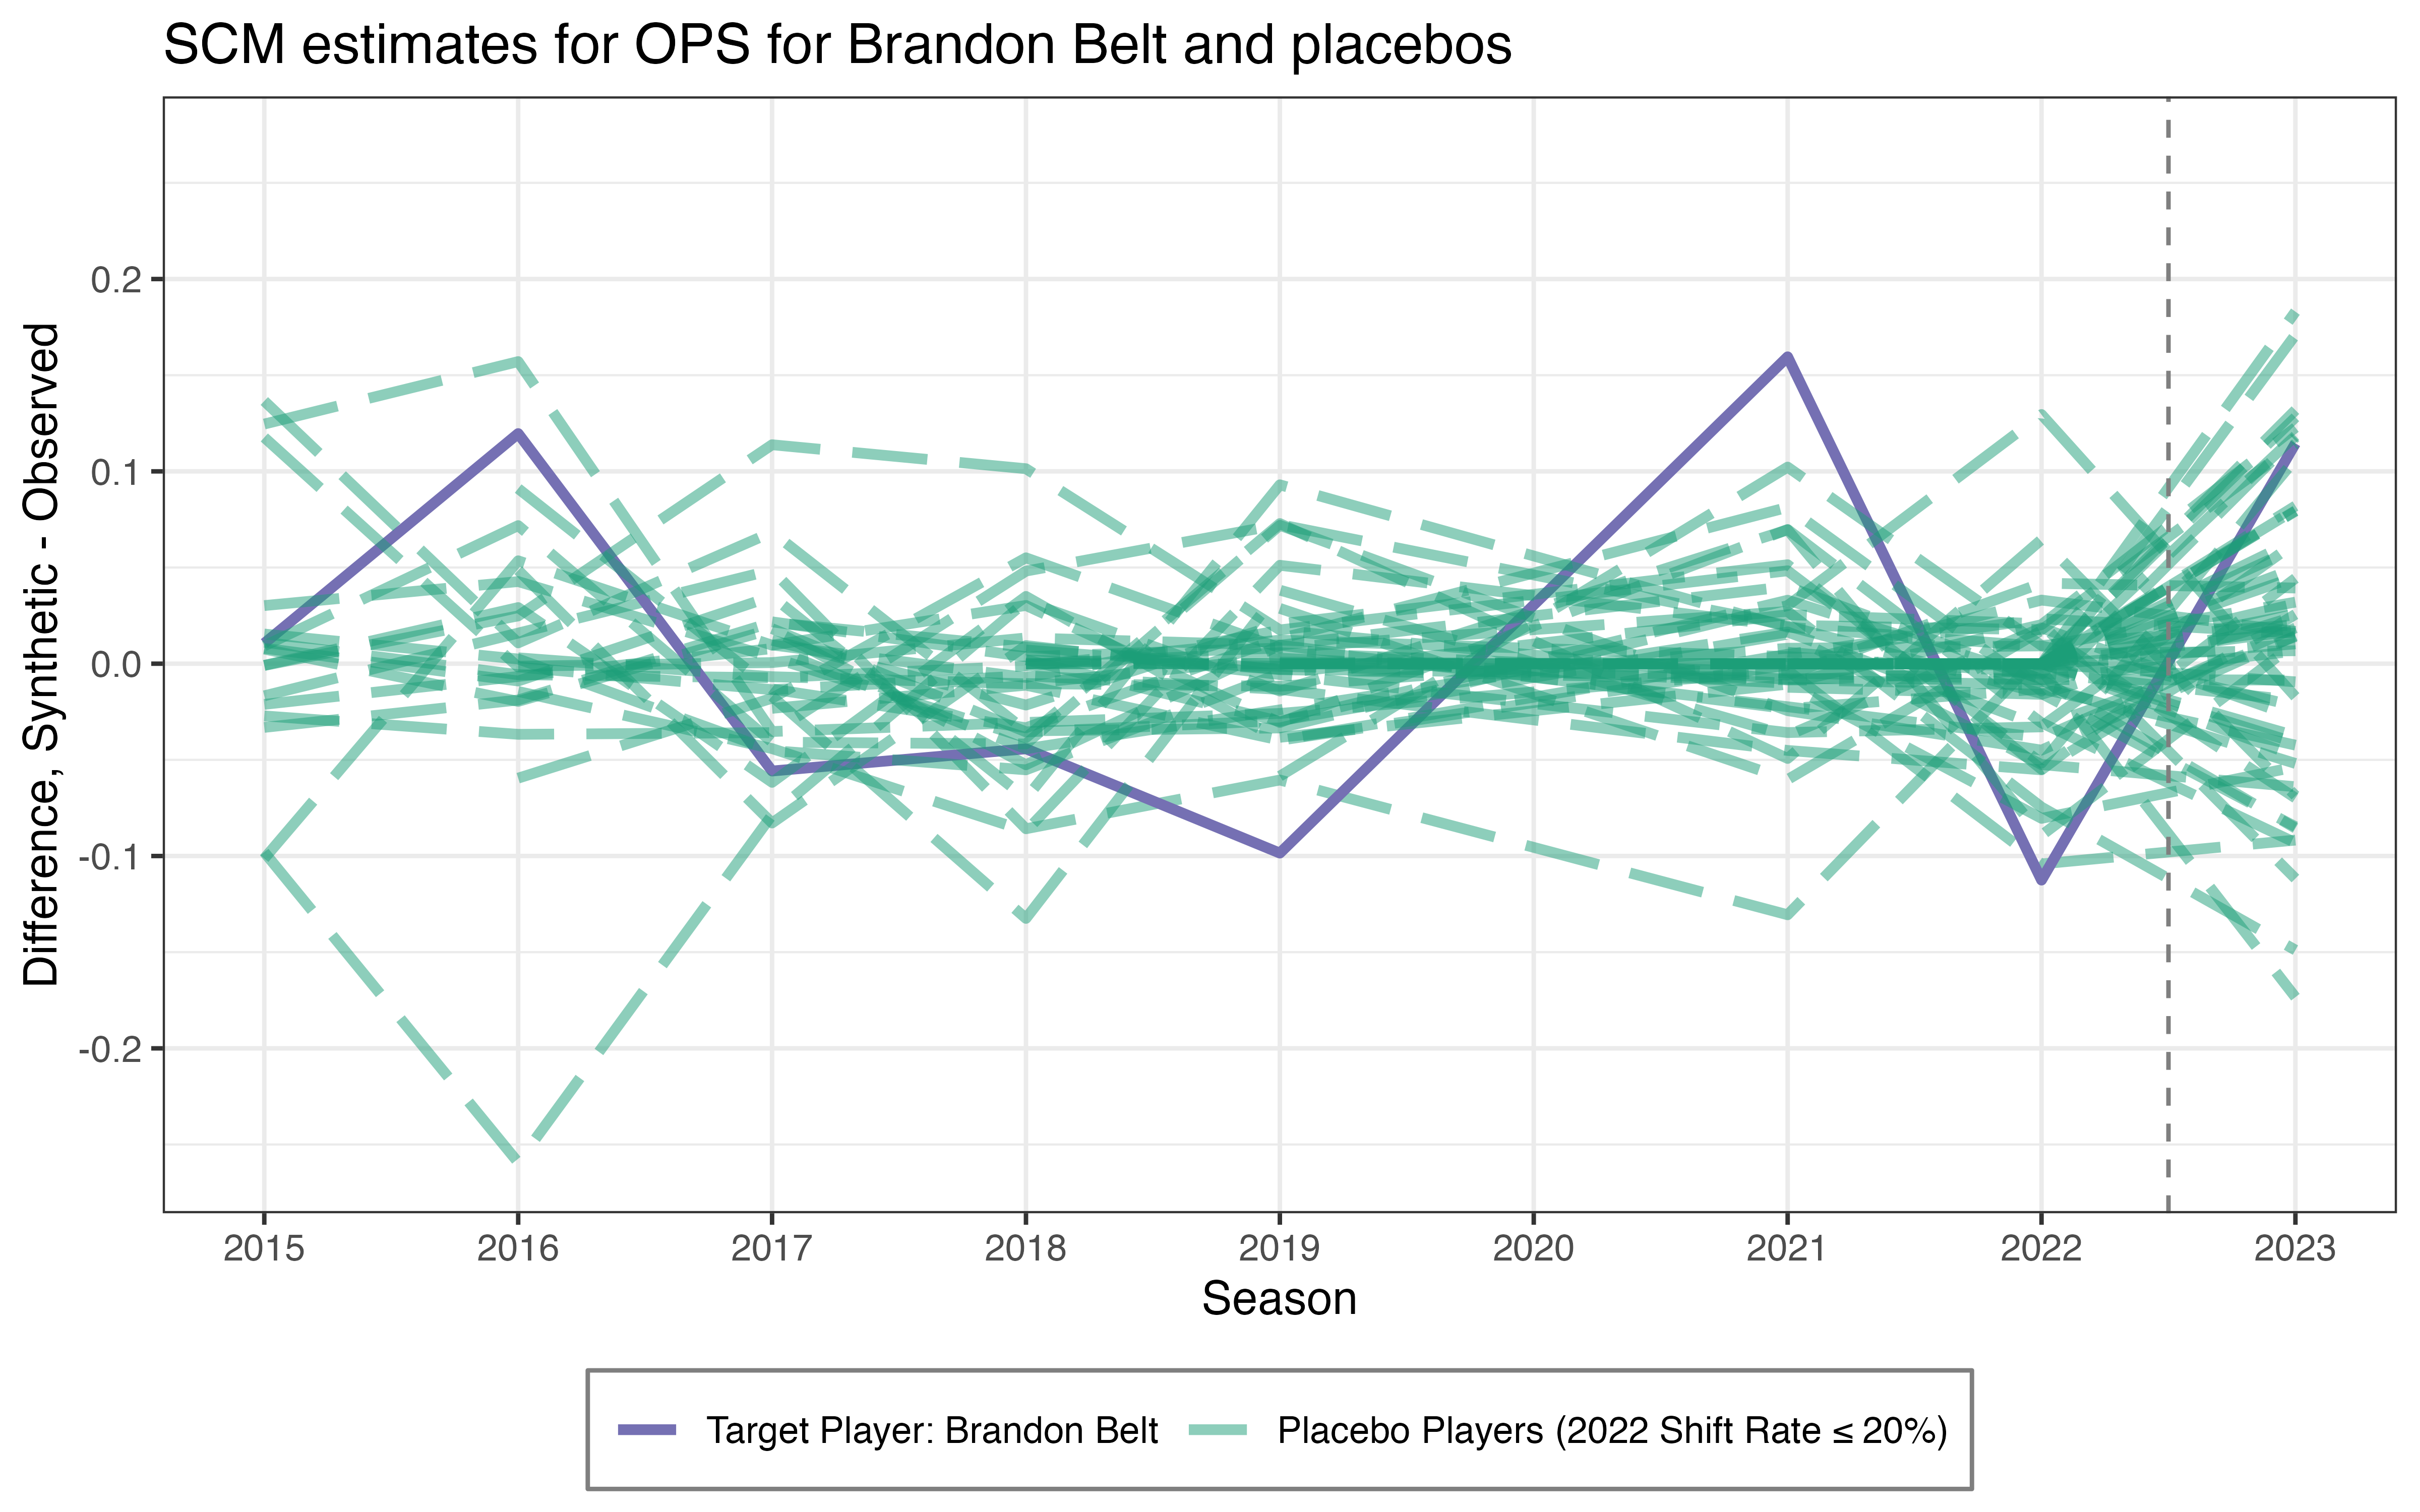 SCM estimates for OPS for Brandon Belt and placebos
Difference, Synthetic - Observed
0.2
0.1
0.0
-0.1
-0.2
2015 2016 2017 2018 2019 2020 2021 2022 2023
Season
Target Player: Brandon Belt Placebo Players (2022 Shift Rate ≤ 20%)